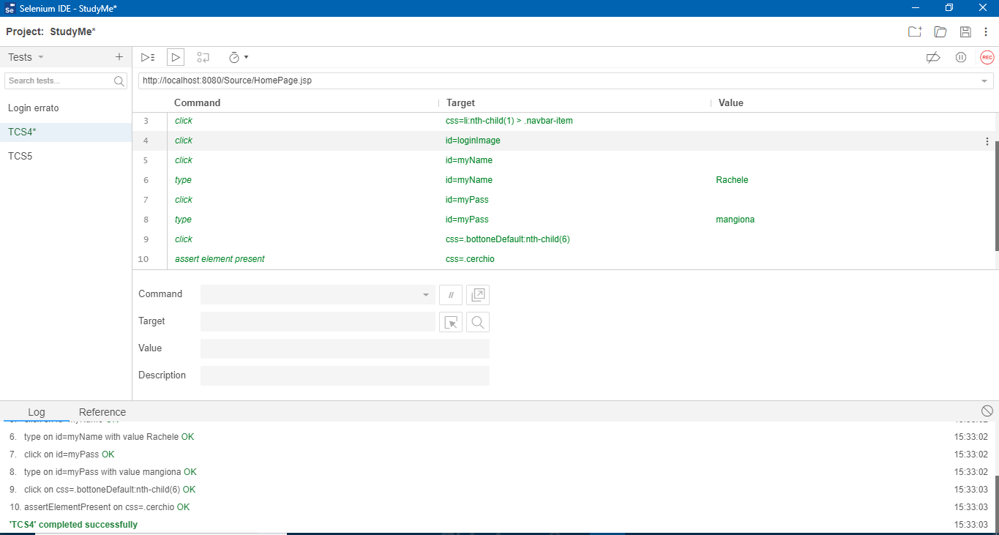 Selenium IDE - StudyMe*
Project: StudyMe*
Tests
Search tests...
Login errato
TCS4*
TCS5
REC
http://localhost:8080/Source/HomePage.jsp
Command Target Value
3 click css=li:nth-child(1) > .navbar-item
4 click id=loginImage
5 click id=myName
6 type id=myName Rachele
7 click id=myPass
8 type id=myPass mangiona
9 click css=.bottoneDefault:nth-child(6)
10 assert element present css=.cerchio
Command //
Target
Value
Description
Log Reference
6. type on id=myName with value Rachele OK 15:33:02
7. click on id=myPass OK 15:33:02
8. type on id=myPass with value mangiona OK 15:33:02
9. click on css=.bottoneDefault:nth-child(6) OK 15:33:03
10. assertElementPresent on css=.cerchio OK 15:33:03
'TCS4' completed successfully 15:33:03